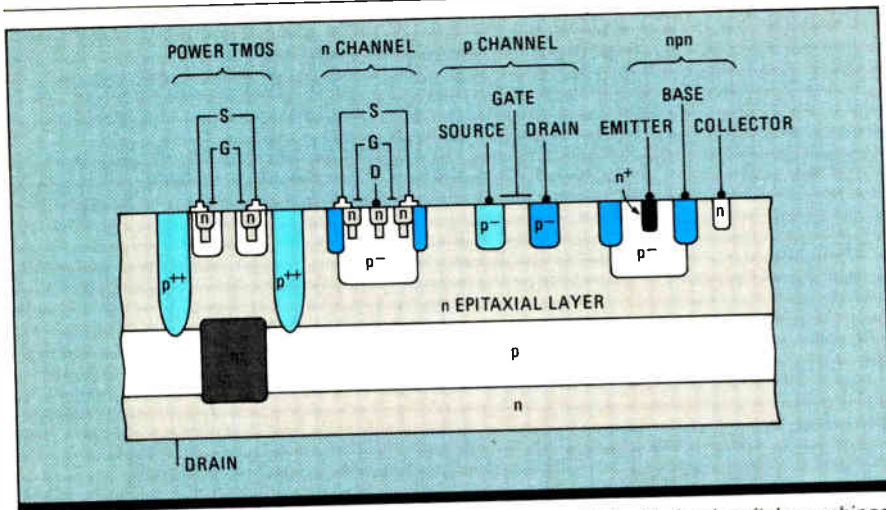 POWER TMOS
n CHANNEL
p CHANNEL
npn
S
G
S
G
D
GATE
SOURCE DRAIN
BASE
EMITTER COLLECTOR
n+
n
n
n
n
n
p−
p−
n
p++
p++
p−
p−
n EPITAXIAL LAYER
n
p
n
DRAIN